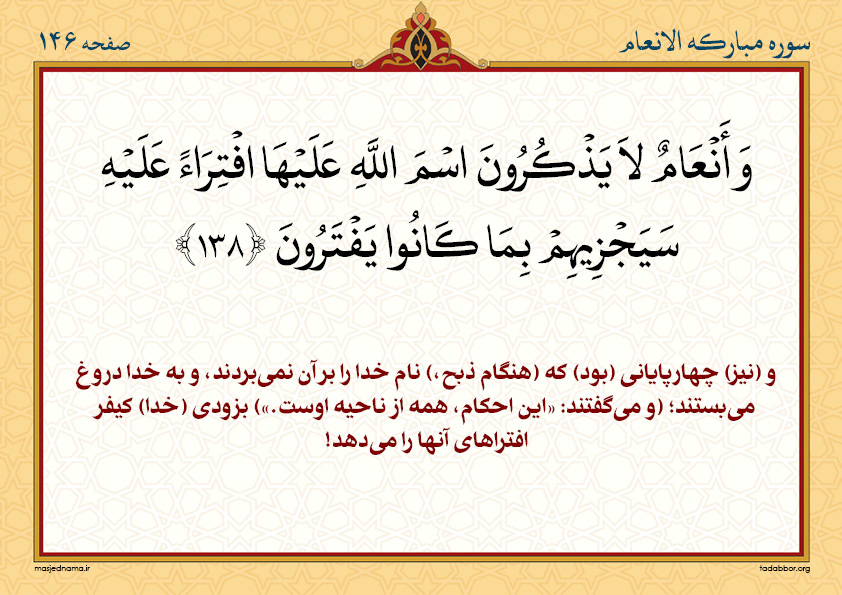 سوره مبارکه الانعام
صفحه ۱۴۶
وَ أَنْعَامٌ لاَ يَذْكُرُونَ اسْمَ اللَّهِ عَلَيْهَا افْتِرَاءً عَلَيْهِ
سَيَجْزِيهِمْ بِمَا كَانُوا يَفْتَرُونَ ﴿۱۳۸﴾
و (نیز) چهارپایانی (بود) که (هنگام ذبح،) نام خدا را بر آن نمی‌بردند، و به خدا دروغ
می‌بستند؛ (و می‌گفتند: «این احکام، همه از ناحیه اوست.») بزودی (خدا) کیفر
افتراهای آنها را می‌دهد!
masjednama.ir
tadabbor.org